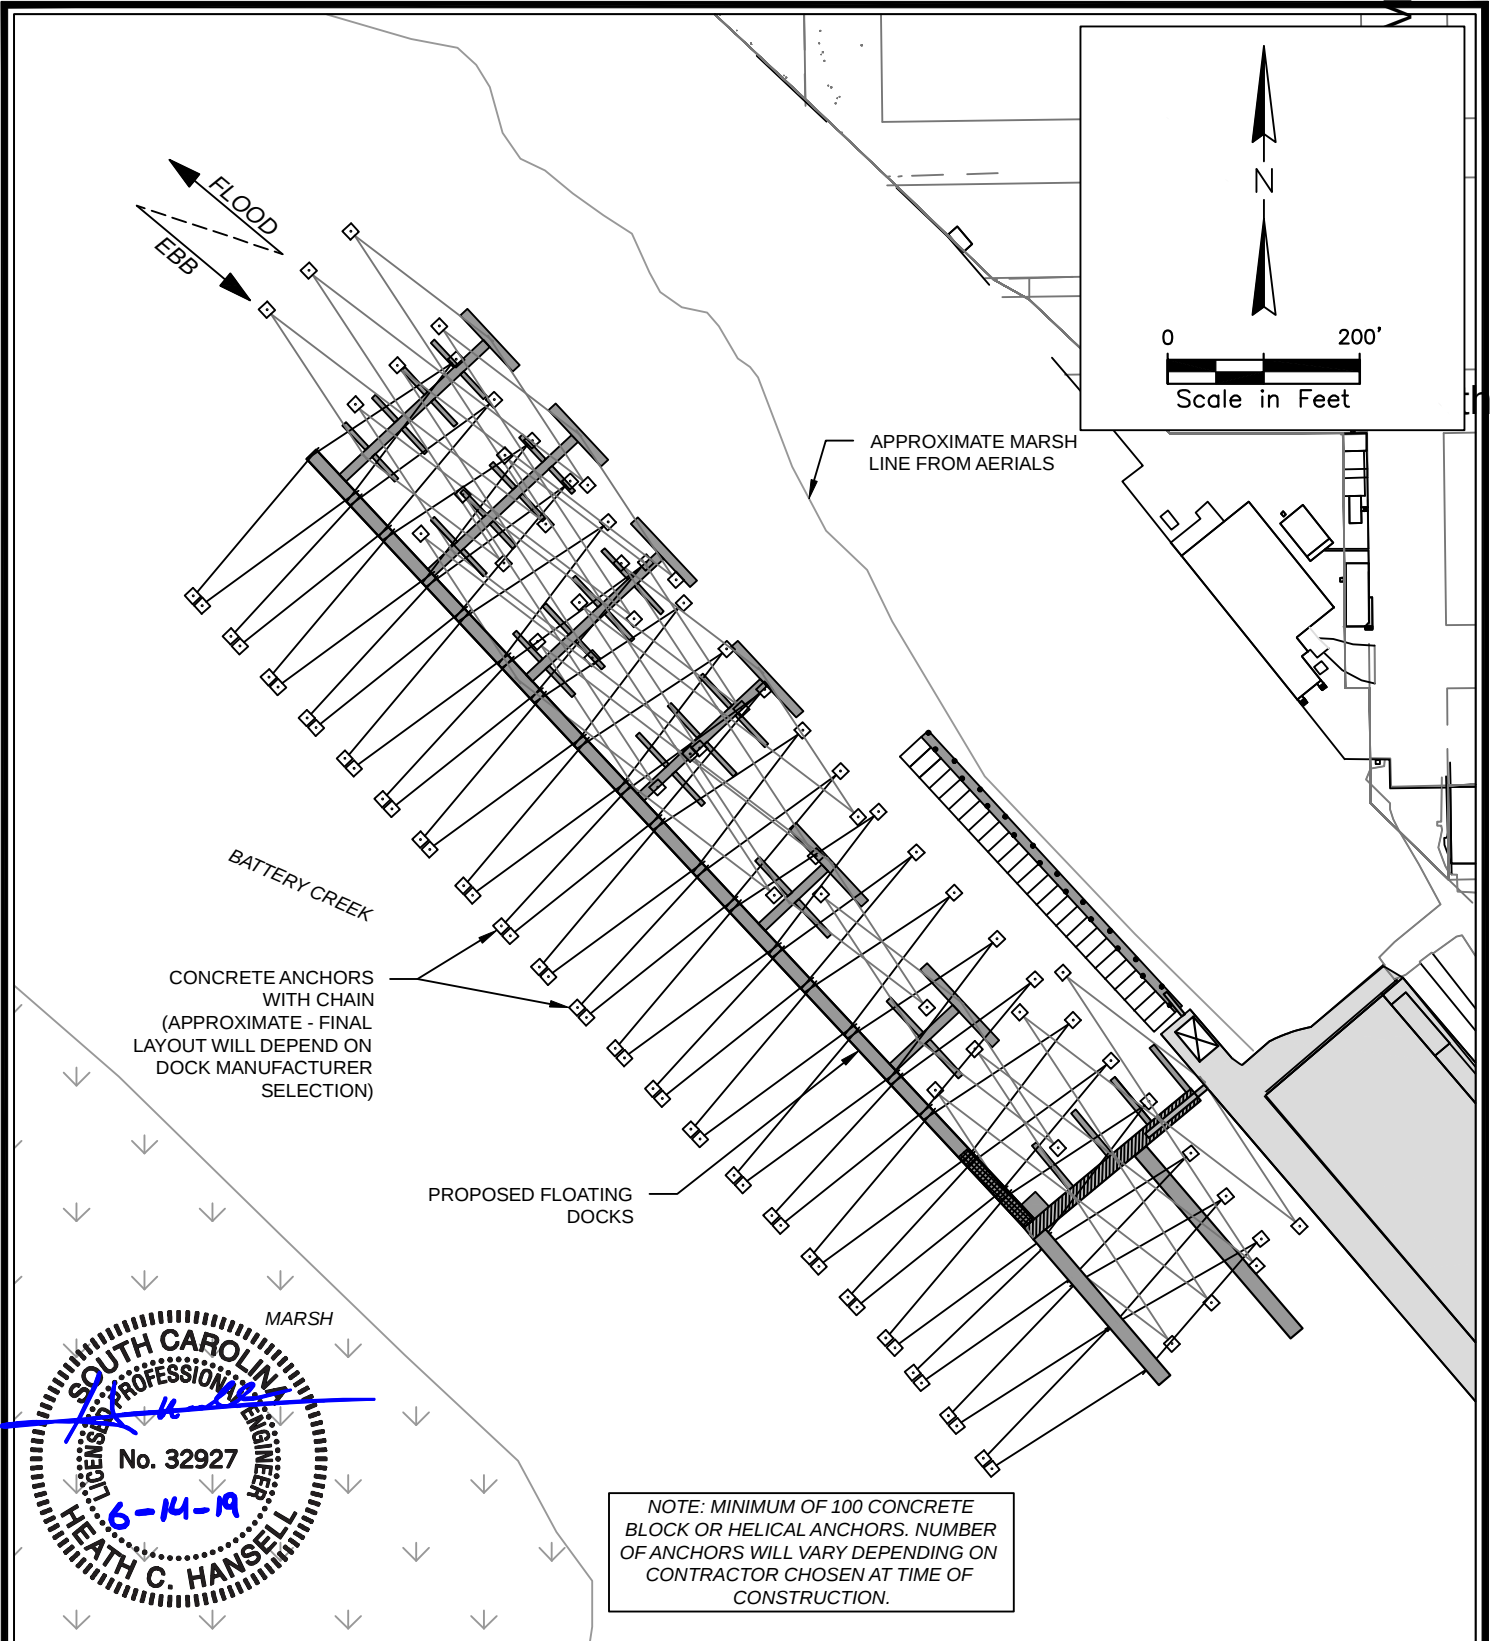 N
0 200'
Scale in Feet
FLOOD
EBB
APPROXIMATE MARSH
LINE FROM AERIALS
BATTERY CREEK
CONCRETE ANCHORS
WITH CHAIN
(APPROXIMATE - FINAL
LAYOUT WILL DEPEND ON
DOCK MANUFACTURER
SELECTION)
PROPOSED FLOATING
DOCKS
MARSH
SOUTH CAROLINA
LICENSED PROFESSIONAL ENGINEER
No. 32927
6-14-19
HEATH C. HANSELL
NOTE: MINIMUM OF 100 CONCRETE
BLOCK OR HELICAL ANCHORS. NUMBER
OF ANCHORS WILL VARY DEPENDING ON
CONTRACTOR CHOSEN AT TIME OF
CONSTRUCTION.